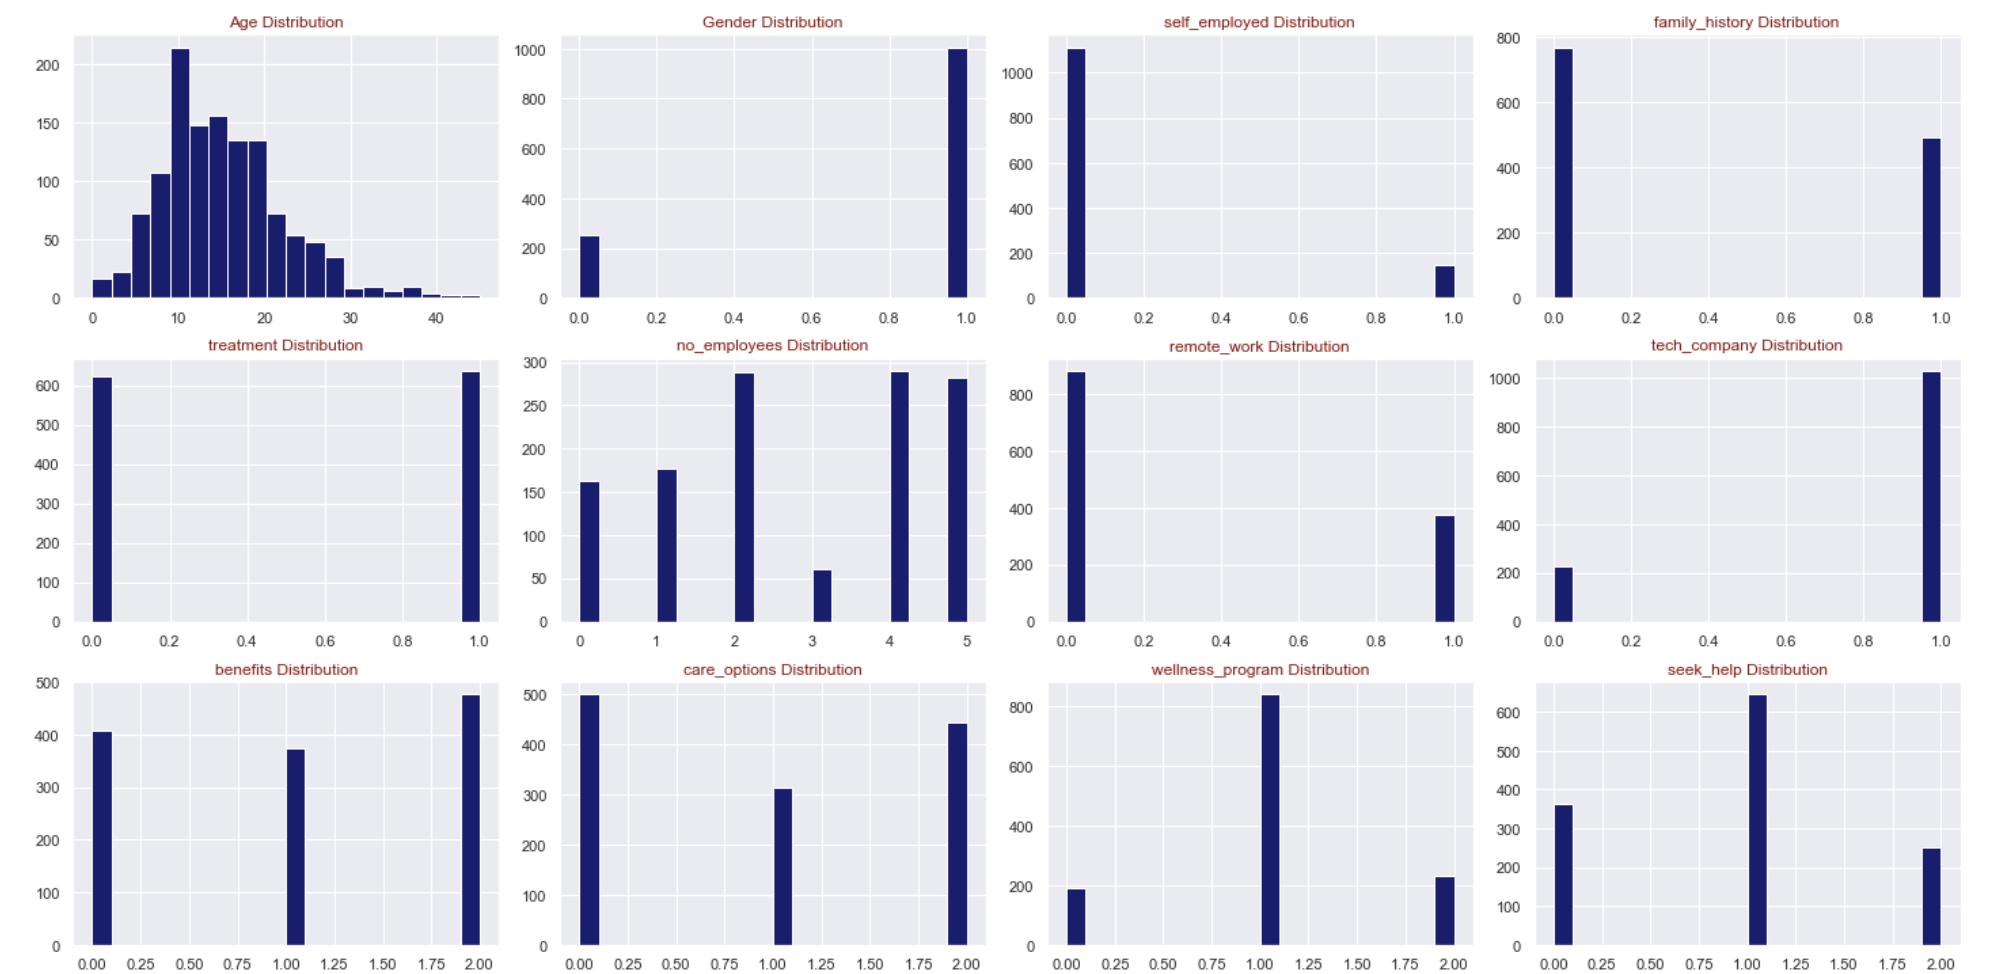 Age Distribution
200
150
100
50
0
0 10 20 30 40
Gender Distribution
1000
800
600
400
200
0
0.0 0.2 0.4 0.6 0.8 1.0
self_employed Distribution
1000
800
600
400
200
0
0.0 0.2 0.4 0.6 0.8 1.0
family_history Distribution
800
600
400
200
0
0.0 0.2 0.4 0.6 0.8 1.0
treatment Distribution
600
500
400
300
200
100
0
0.0 0.2 0.4 0.6 0.8 1.0
no_employees Distribution
300
250
200
150
100
50
0
0 1 2 3 4 5
remote_work Distribution
800
600
400
200
0
0.0 0.2 0.4 0.6 0.8 1.0
tech_company Distribution
1000
800
600
400
200
0
0.0 0.2 0.4 0.6 0.8 1.0
benefits Distribution
500
400
300
200
100
0
0.00 0.25 0.50 0.75 1.00 1.25 1.50 1.75 2.00
care_options Distribution
500
400
300
200
100
0
0.00 0.25 0.50 0.75 1.00 1.25 1.50 1.75 2.00
wellness_program Distribution
800
600
400
200
0
0.00 0.25 0.50 0.75 1.00 1.25 1.50 1.75 2.00
seek_help Distribution
600
500
400
300
200
100
0
0.00 0.25 0.50 0.75 1.00 1.25 1.50 1.75 2.00